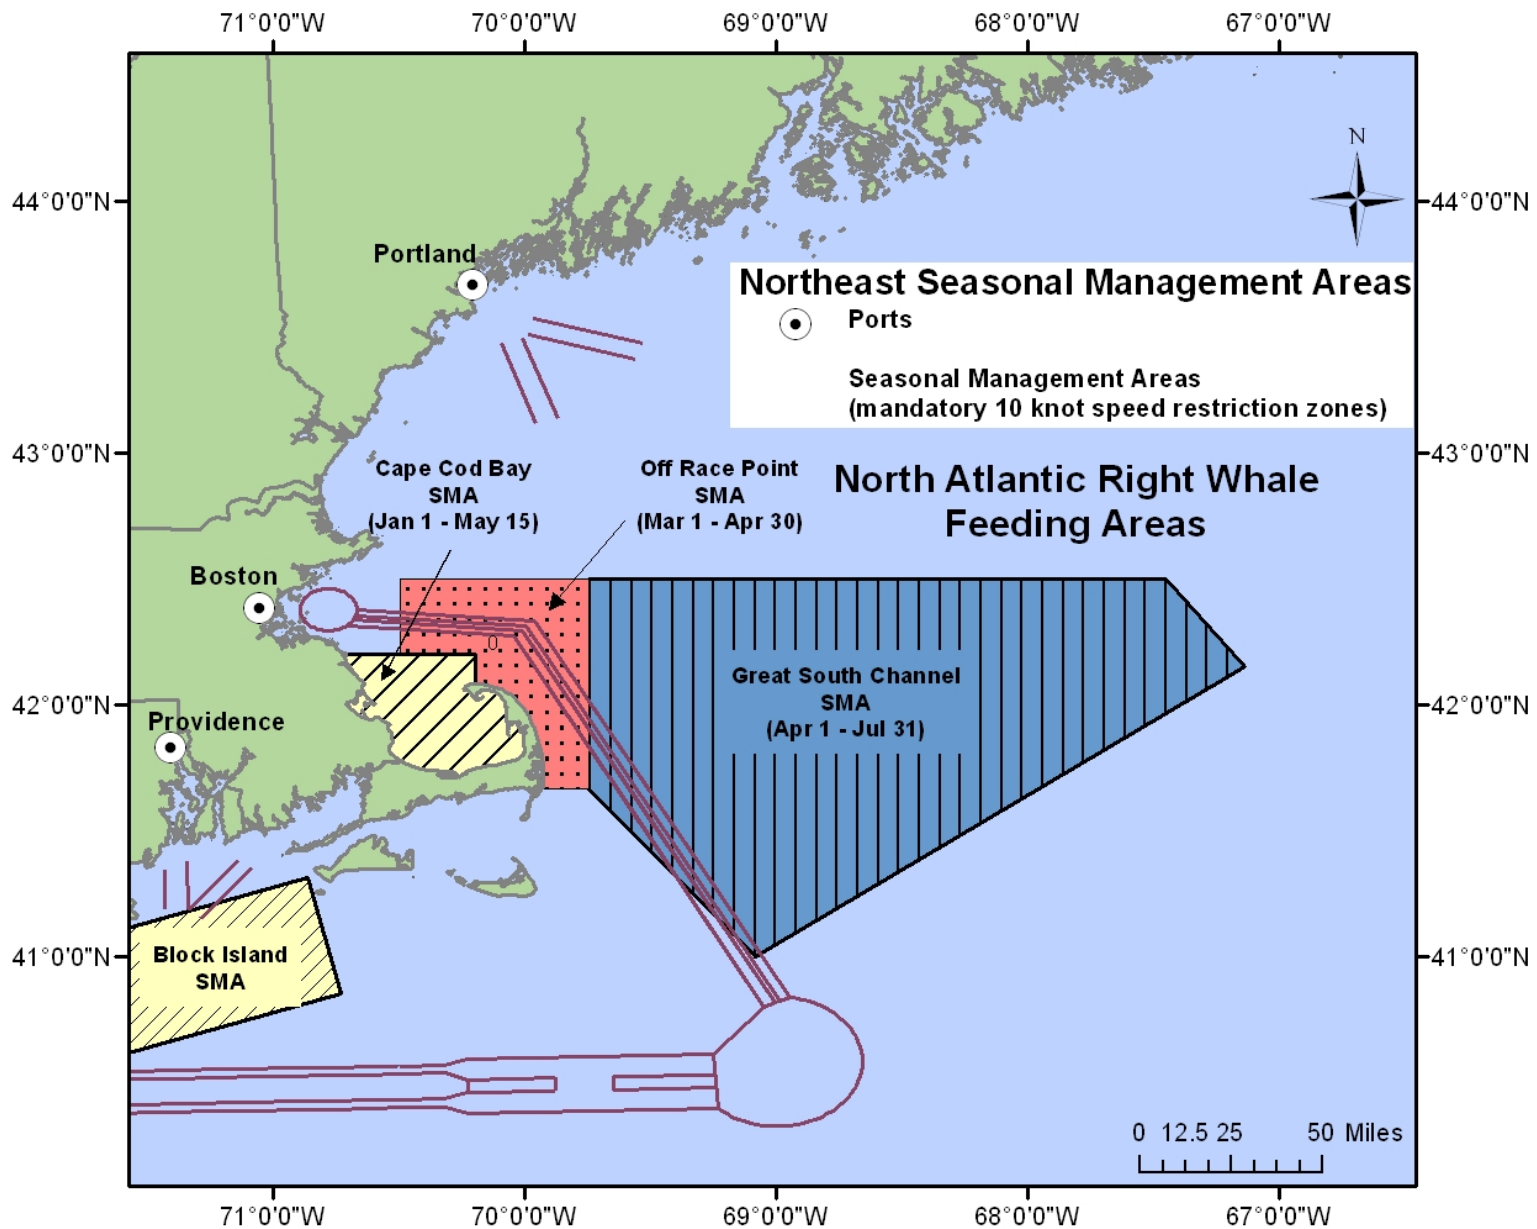 71°0'0"W 70°0'0"W 69°0'0"W 68°0'0"W 67°0'0"W
N
44°0'0"N 44°0'0"N
Portland
Northeast Seasonal Management Areas
Ports
Seasonal Management Areas
(mandatory 10 knot speed restriction zones)
43°0'0"N 43°0'0"N
Cape Cod Bay
SMA
(Jan 1 - May 15)
Off Race Point
SMA
(Mar 1 - Apr 30)
North Atlantic Right Whale
Feeding Areas
Boston
0
Great South Channel
SMA
(Apr 1 - Jul 31)
42°0'0"N 42°0'0"N
Providence
41°0'0"N 41°0'0"N
Block Island
SMA
0 12.5 25 50 Miles
71°0'0"W 70°0'0"W 69°0'0"W 68°0'0"W 67°0'0"W